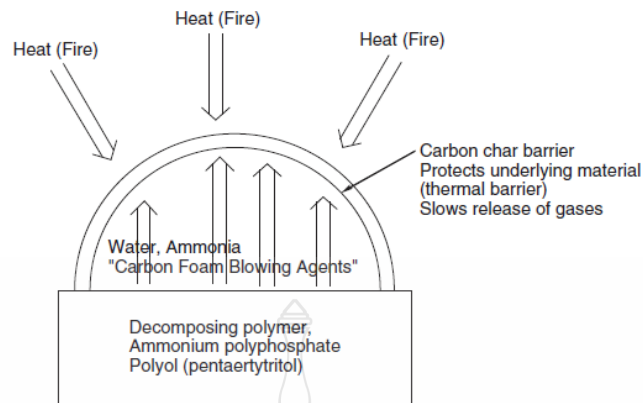 Heat (Fire)
Heat (Fire)
Heat (Fire)
Carbon char barrier
Protects underlying material
(thermal barrier)
Slows release of gases
Water, Ammonia
"Carbon Foam Blowing Agents"
Decomposing polymer,
Ammonium polyphosphate
Polyol (pentaertytritol)